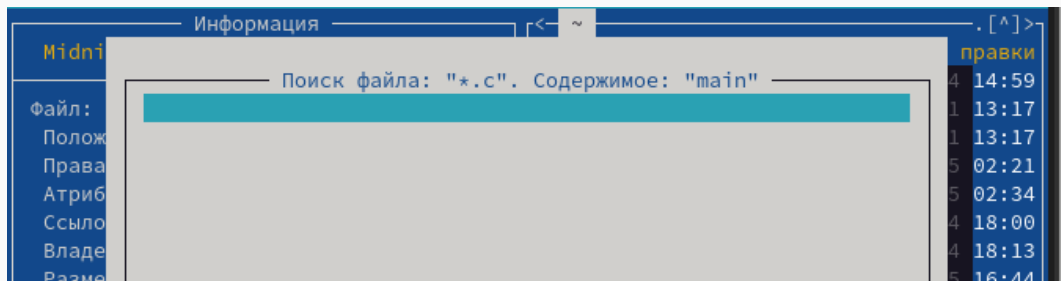 Информация
<─ ~ .[^]>
Midni правки
Поиск файла: "*.c". Содержимое: "main"
4 14:59
Файл: 1 13:17
Полож 1 13:17
Права 5 02:21
Атриб 5 02:34
Ссыло 4 18:00
Владе 4 18:13
Разме 5 16:44